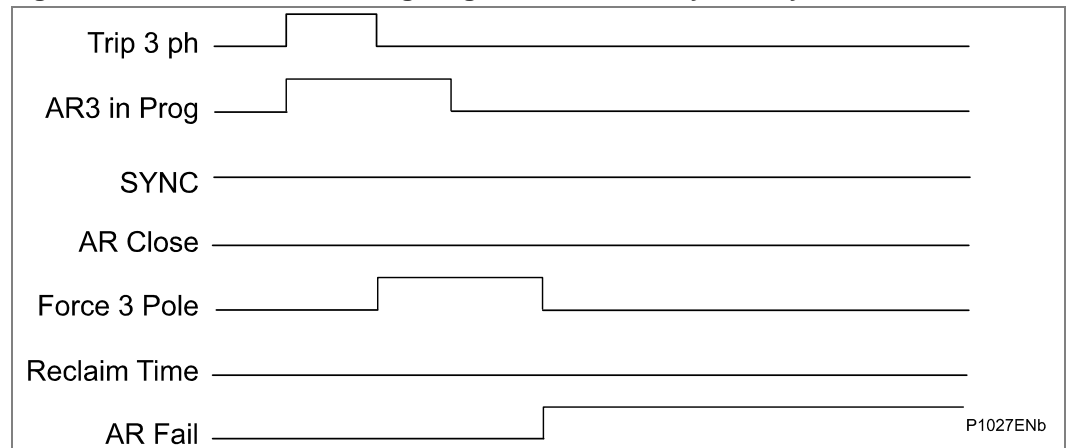 Trip 3 ph
AR3 in Prog
SYNC
AR Close
Force 3 Pole
Reclaim Time
AR Fail
P1027ENb